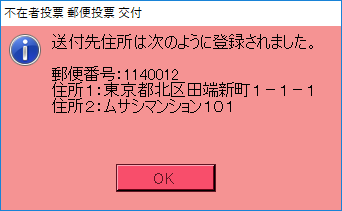 不在者投票 郵便投票 交付
送付先住所は次のように登録されました。
郵便番号：1140012
住所１：東京都北区田端新町１－１－１
住所２：ムサシマンション１０１
OK